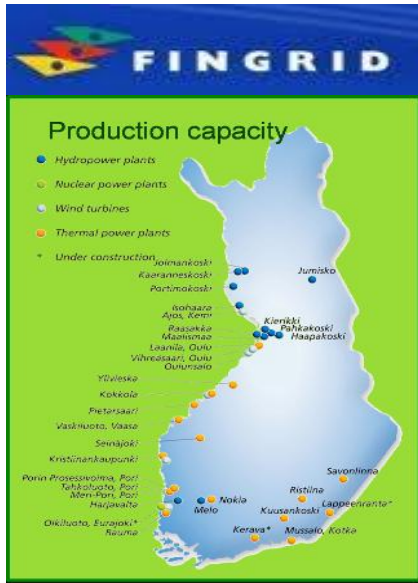 FINGRID
Production capacity
Hydropower plants
Nuclear power plants
Wind turbines
Thermal power plants
* Under construction
Joimankoski
Kaaranneskoski
Jumisko
Portimokoski
Isohaara
Ajos, Kemi
Kierikki
Raasakka
Pahkakoski
Maalismaa
Haapakoski
Laanila, Oulu
Vihreäsaari, Oulu
Oulunsalo
Ylivieska
Kokkola
Pietarsaari
Vaskiluoto, Vaasa
Seinäjoki
Kristiinankaupunki
Savonlinna
Porin Prosessivoima, Pori
Tahkoluoto, Pori
Ristiina
Meri-Pori, Pori
Nokia
Lappeenranta*
Harjavalta
Melo
Kuusankoski
Olkiluoto, Eurajoki*
Kerava*
Mussalo, Kotka
Rauma